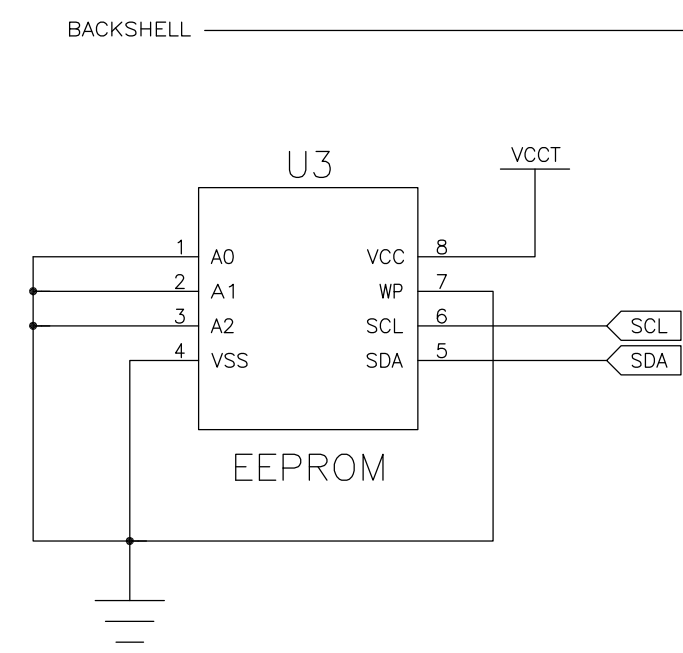 BACKSHELL
U3
VCCT
1 A0 VCC 8
2 A1 WP 7
3 A2 SCL 6 SCL
4 VSS SDA 5 SDA
EEPROM